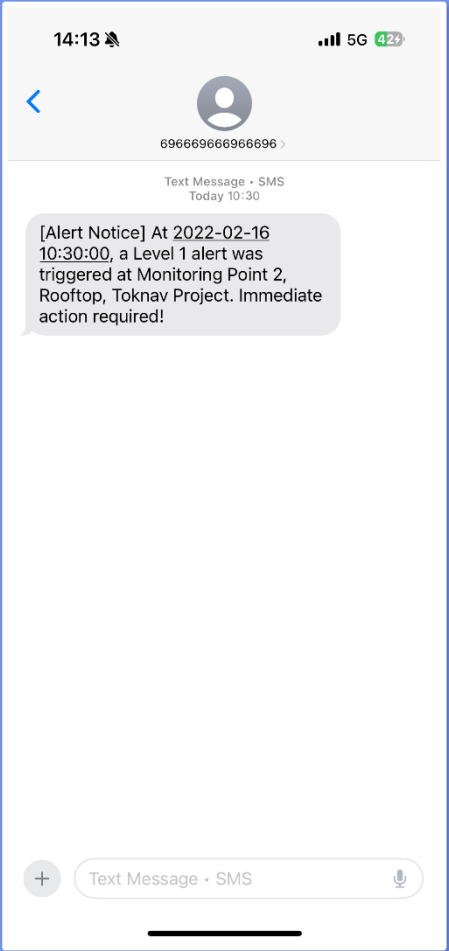 14:13
5G 42
696669666966696
Text Message • SMS
Today 10:30
[Alert Notice] At 2022-02-16
10:30:00, a Level 1 alert was
triggered at Monitoring Point 2,
Rooftop, Toknav Project. Immediate
action required!
Text Message • SMS